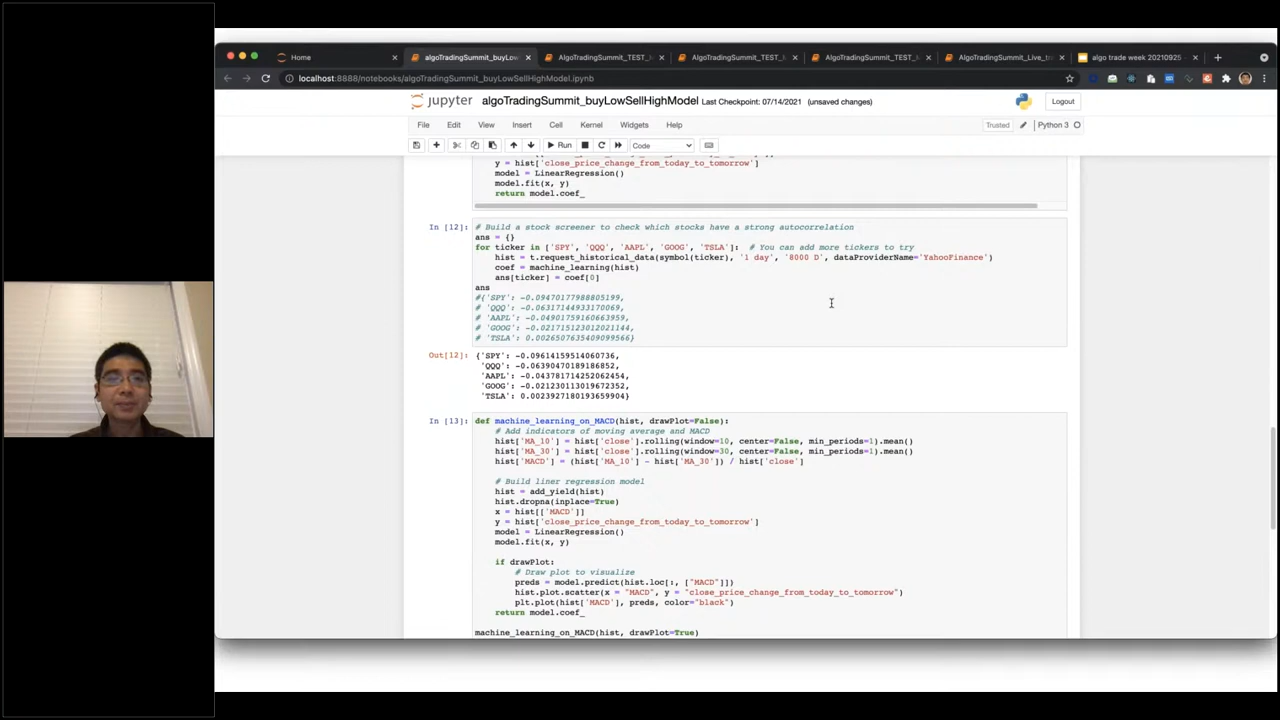 Home
algoTradingSummit_buyLow
AlgoTradingSummit_TEST_
AlgoTradingSummit_TEST_
AlgoTradingSummit_TEST_
AlgoTradingSummit_Live_t
algo trade week 20210925
localhost:8888/notebooks/algoTradingSummit_buyLowSellHighModel.ipynb
jupyter algoTradingSummit_buyLowSellHighModel Last Checkpoint: 07/14/2021 (unsaved changes)
Logout
File Edit View Insert Cell Kernel Widgets Help
Trusted Python 3
Run
Code
y = hist['close_price_change_from_today_to_tomorrow']
model = LinearRegression()
model.fit(x, y)
return model.coef_
In [12]:
# Build a stock screener to check which stocks have a strong autocorrelation
ans = {}
for ticker in ['SPY', 'QQQ', 'AAPL', 'GOOG', 'TSLA']: # You can add more tickers to try
hist = t.request_historical_data(symbol(ticker), '1 day', '8000 D', dataProviderName='YahooFinance')
coef = machine_learning(hist)
ans[ticker] = coef[0]
ans
#{'SPY': -0.09470177988805199,
# 'QQQ': -0.06317144933170069,
# 'AAPL': -0.04901759160663959,
# 'GOOG': -0.021715123012021144,
# 'TSLA': 0.0026507635409099566}
Out[12]:
{'SPY': -0.09614159514060736,
'QQQ': -0.06390470189186852,
'AAPL': -0.043781714252062454,
'GOOG': -0.021230113019672352,
'TSLA': 0.0023927180193659904}
In [13]:
def machine_learning_on_MACD(hist, drawPlot=False):
# Add indicators of moving average and MACD
hist['MA_10'] = hist['close'].rolling(window=10, center=False, min_periods=1).mean()
hist['MA_30'] = hist['close'].rolling(window=30, center=False, min_periods=1).mean()
hist['MACD'] = (hist['MA_10'] - hist['MA_30']) / hist['close']
# Build liner regression model
hist = add_yield(hist)
hist.dropna(inplace=True)
x = hist[['MACD']]
y = hist['close_price_change_from_today_to_tomorrow']
model = LinearRegression()
model.fit(x, y)
if drawPlot:
# Draw plot to visualize
preds = model.predict(hist.loc[:, ["MACD"]])
hist.plot.scatter(x = "MACD", y = "close_price_change_from_today_to_tomorrow")
plt.plot(hist['MACD'], preds, color="black")
return model.coef_
machine_learning_on_MACD(hist, drawPlot=True)